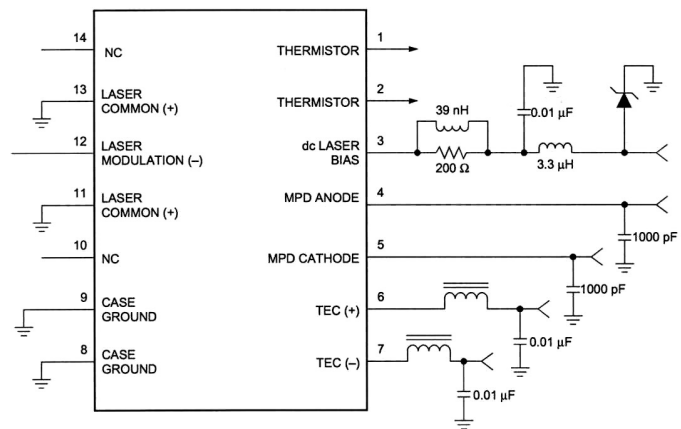 14
NC
THERMISTOR
1
13
LASER
COMMON (+)
THERMISTOR
2
39 nH
0.01 µF
12
LASER
MODULATION (–)
dc LASER
BIAS
3
200 Ω
3.3 µH
11
LASER
COMMON (+)
MPD ANODE
4
1000 pF
10
NC
MPD CATHODE
5
1000 pF
9
CASE
GROUND
TEC (+)
6
0.01 µF
8
CASE
GROUND
TEC (–)
7
0.01 µF